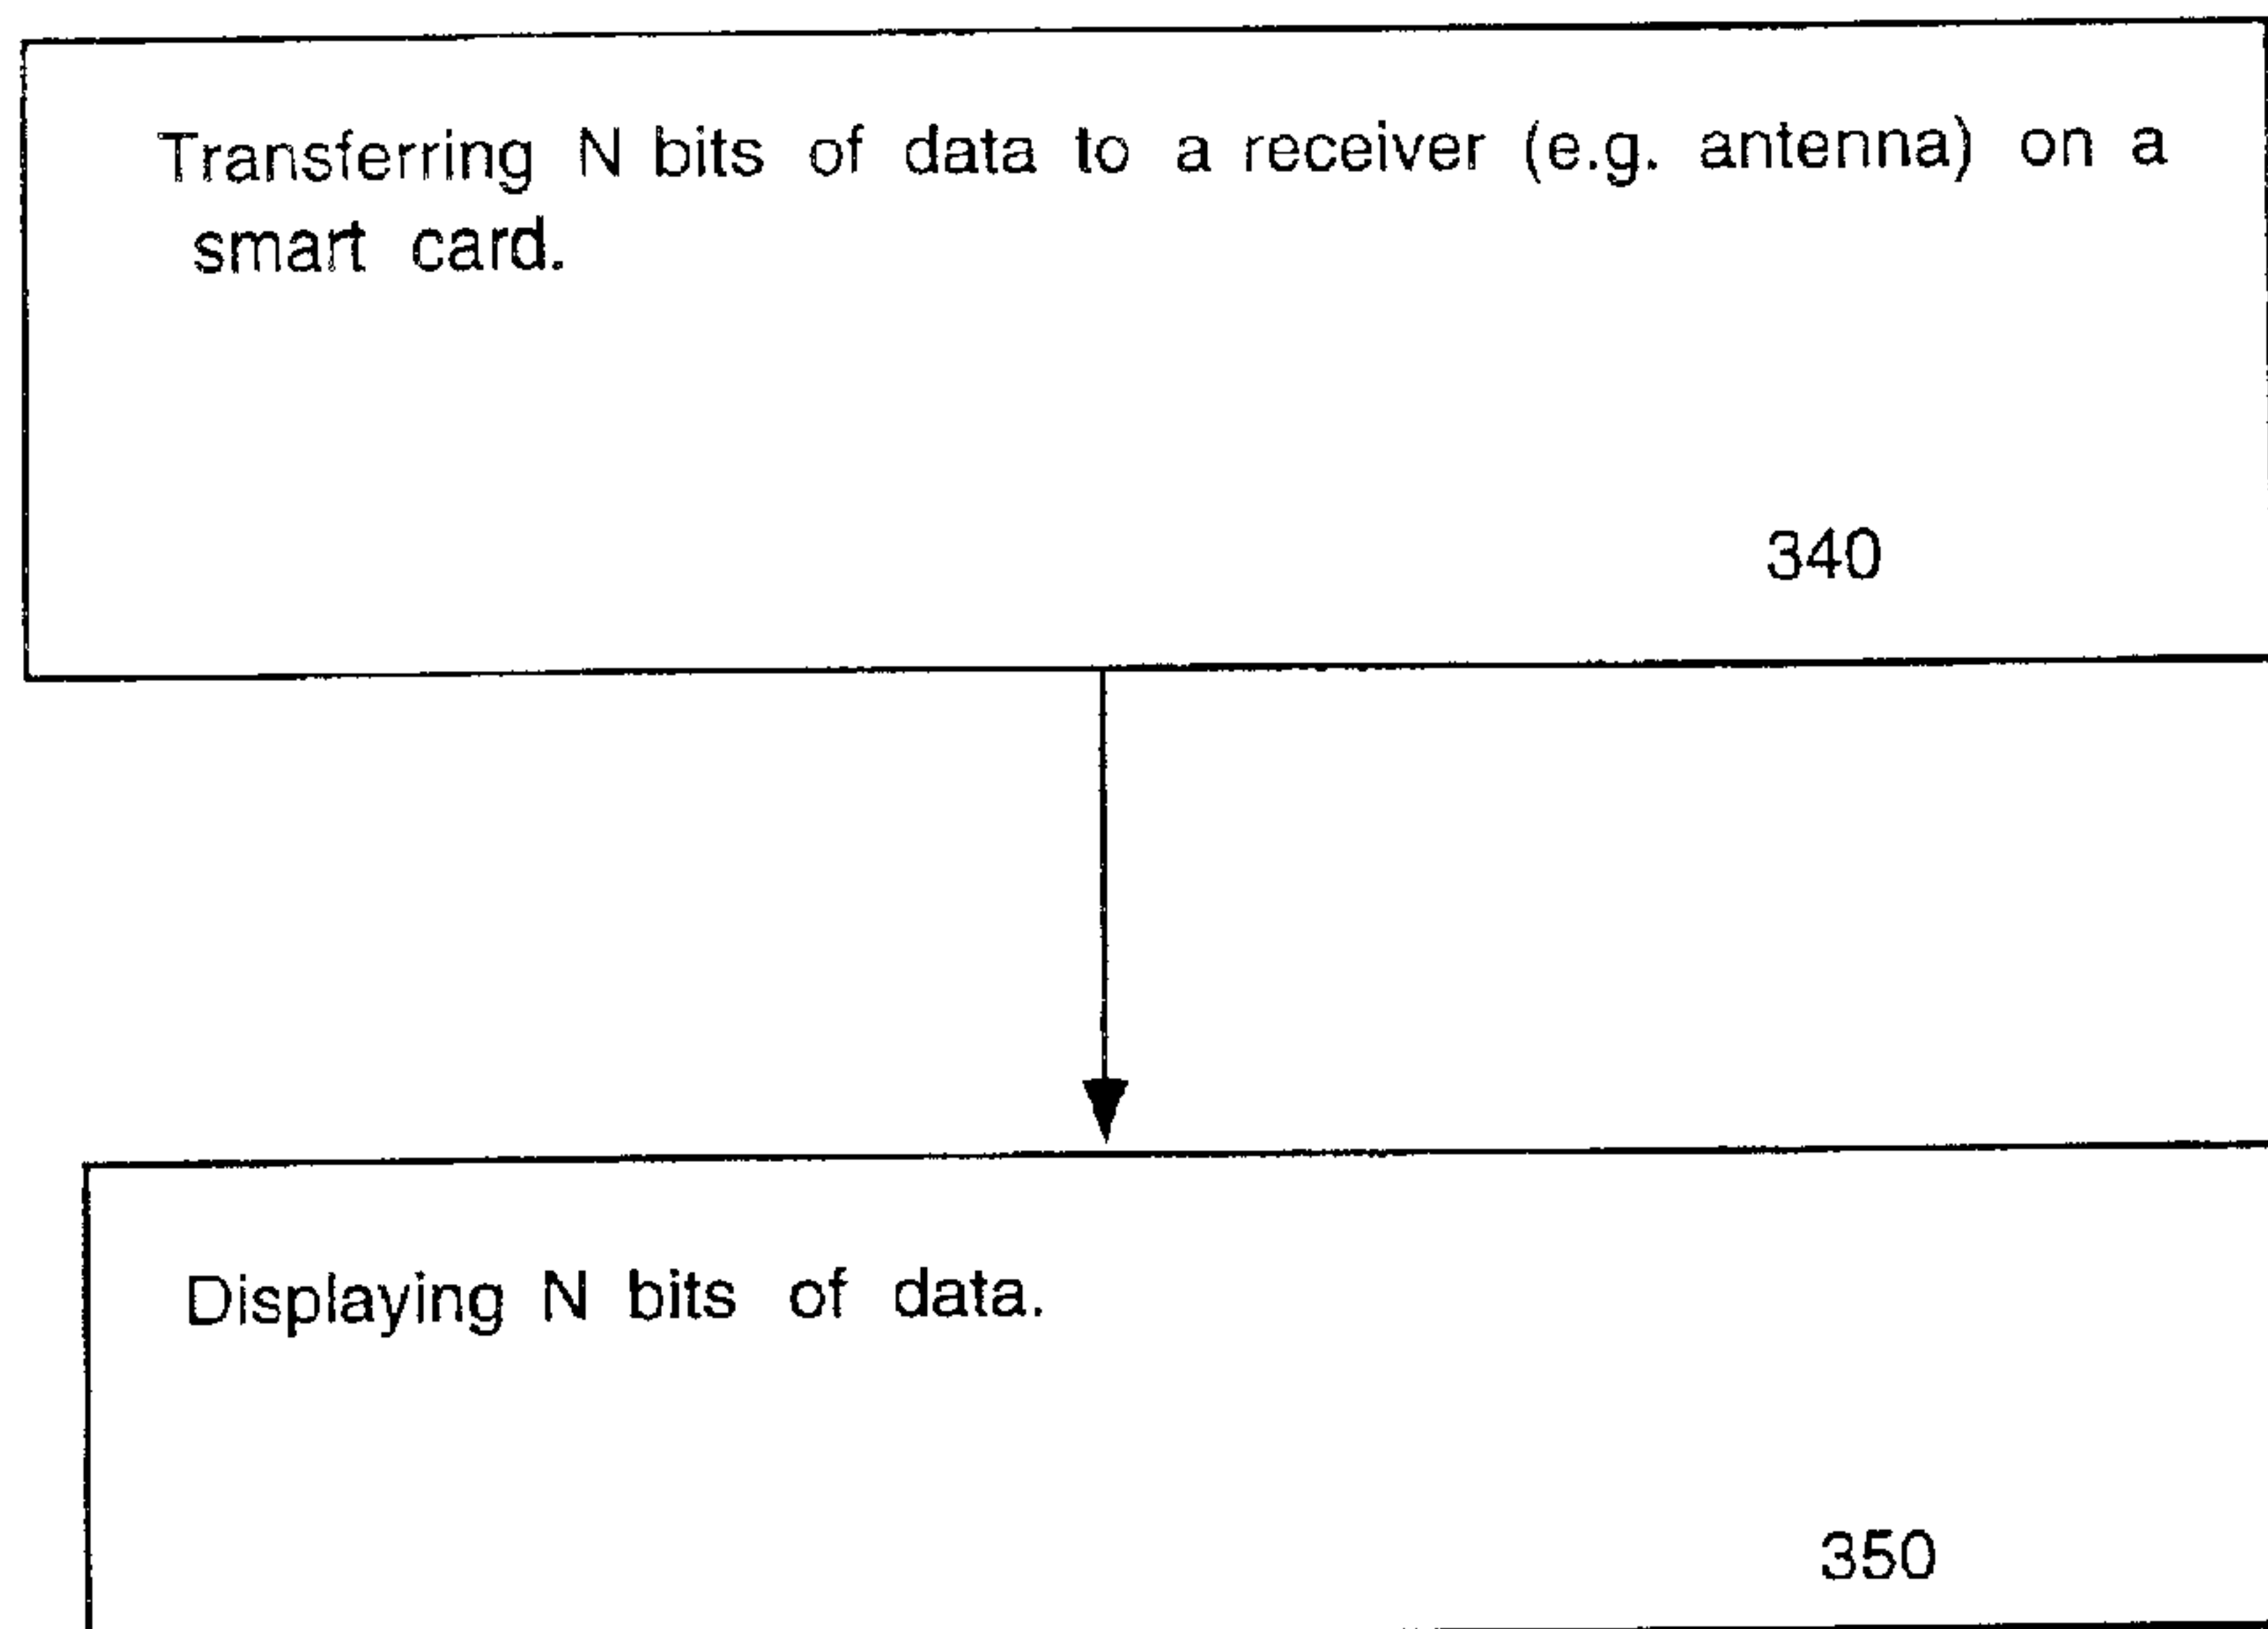 Transferring N bits of data to a receiver (e.g. antenna) on a
smart card.
340
Displaying N bits of data.
350